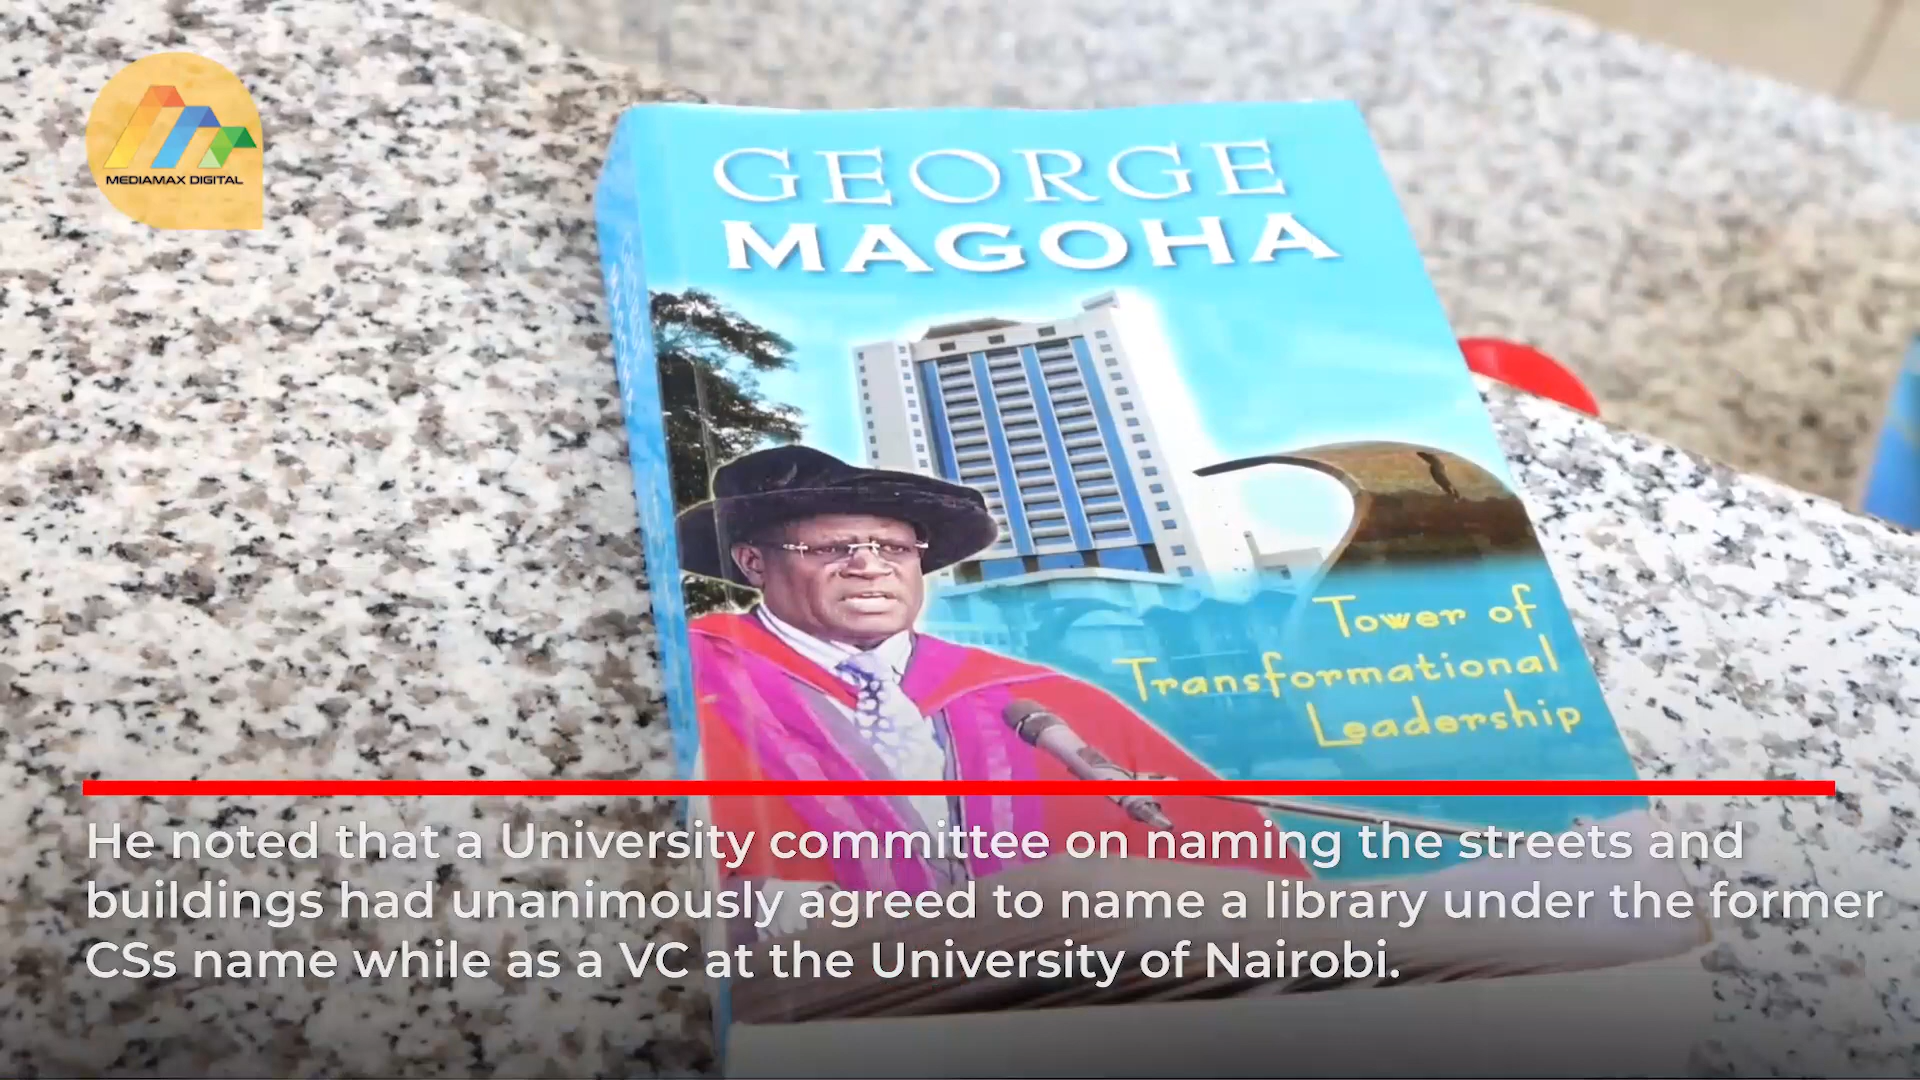 MEDIAMAX DIGITAL
GEORGE
MAGOHA
Tower of
Transformational
Leadership
He noted that a University committee on naming the streets and
buildings had unanimously agreed to name a library under the former
CSs name while as a VC at the University of Nairobi.